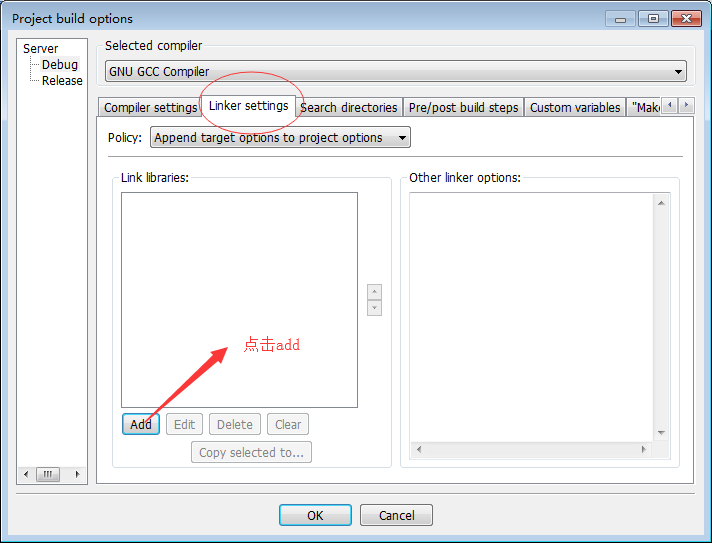 Project build options
Server
Debug
Release
Selected compiler
GNU GCC Compiler
Compiler settings Linker settings Search directories Pre/post build steps Custom variables "Make
Policy: Append target options to project options
Link libraries:
Other linker options:
点击add
Add Edit Delete Clear
Copy selected to...
OK Cancel